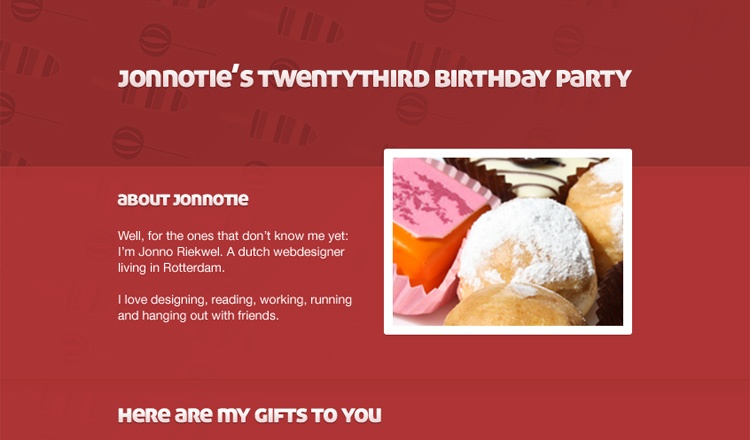 Jonnotie's twentythird birthday party
about Jonnotie
Well, for the ones that don't know me yet:
I'm Jonno Riekwel. A dutch webdesigner
living in Rotterdam.
I love designing, reading, working, running
and hanging out with friends.
Here are my gifts to you